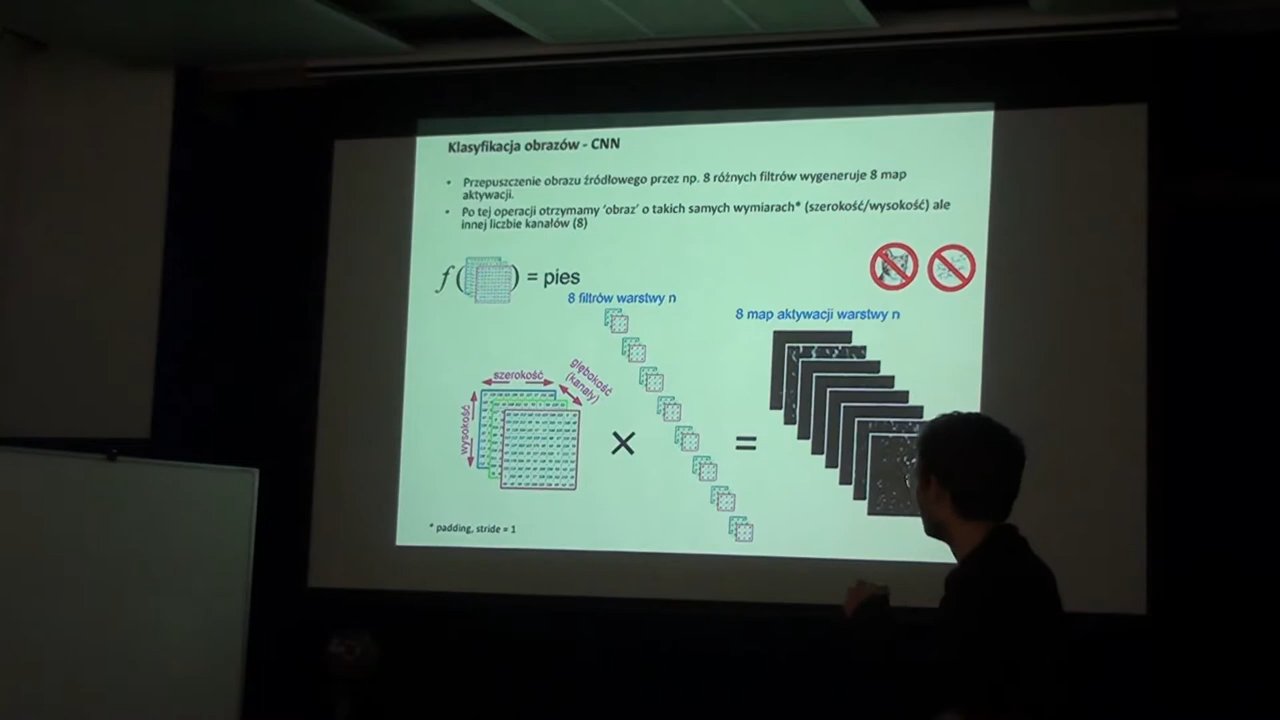 Klasyfikacja obrazów - CNN
• Przepuszczenie obrazu źródłowego przez np. 8 różnych filtrów wygeneruje 8 map
aktywacji.
• Po tej operacji otrzymamy 'obraz' o takich samych wymiarach* (szerokość/wysokość) ale
innej liczbie kanałów (8)
f ( ) = pies
8 filtrów warstwy n
8 map aktywacji warstwy n
szerokość
głębokość
(kanały)
wysokość
× =
* padding, stride = 1